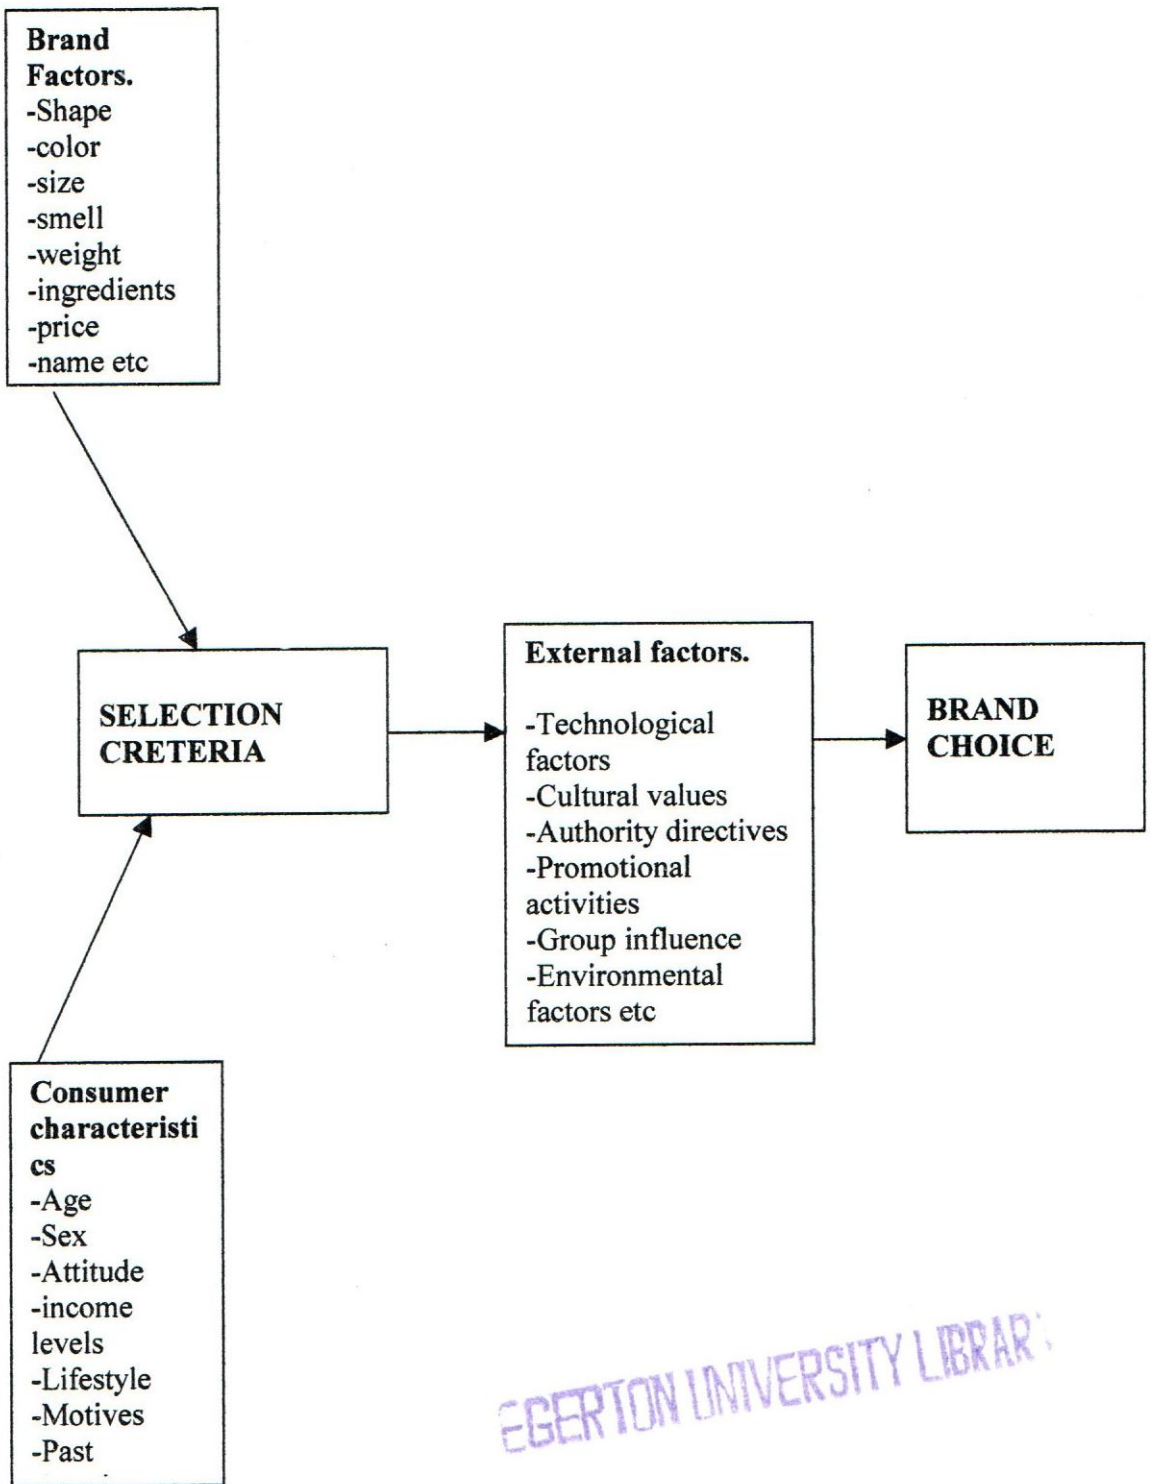 Brand
Factors.
-Shape
-color
-size
-smell
-weight
-ingredients
-price
-name etc
SELECTION
CRETERIA
External factors.
-Technological
factors
-Cultural values
-Authority directives
-Promotional
activities
-Group influence
-Environmental
factors etc
BRAND
CHOICE
Consumer
characteristi
cs
-Age
-Sex
-Attitude
-income
levels
-Lifestyle
-Motives
-Past
EGERTON UNIVERSITY LIBRAR